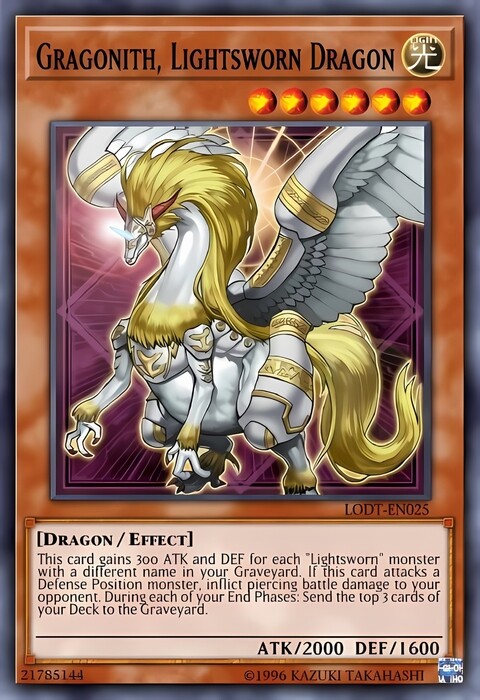 GRAGONITH, LIGHTSWORN DRAGON
光
LODT-EN025
[DRAGON / EFFECT]
This card gains 300 ATK and DEF for each "Lightsworn" monster
with a different name in your Graveyard. If this card attacks a
Defense Position monster, inflict piercing battle damage to your
opponent. During each of your End Phases: Send the top 3 cards of
your Deck to the Graveyard.
ATK/2000 DEF/1600
21785144
©1996 KAZUKI TAKAHASHI